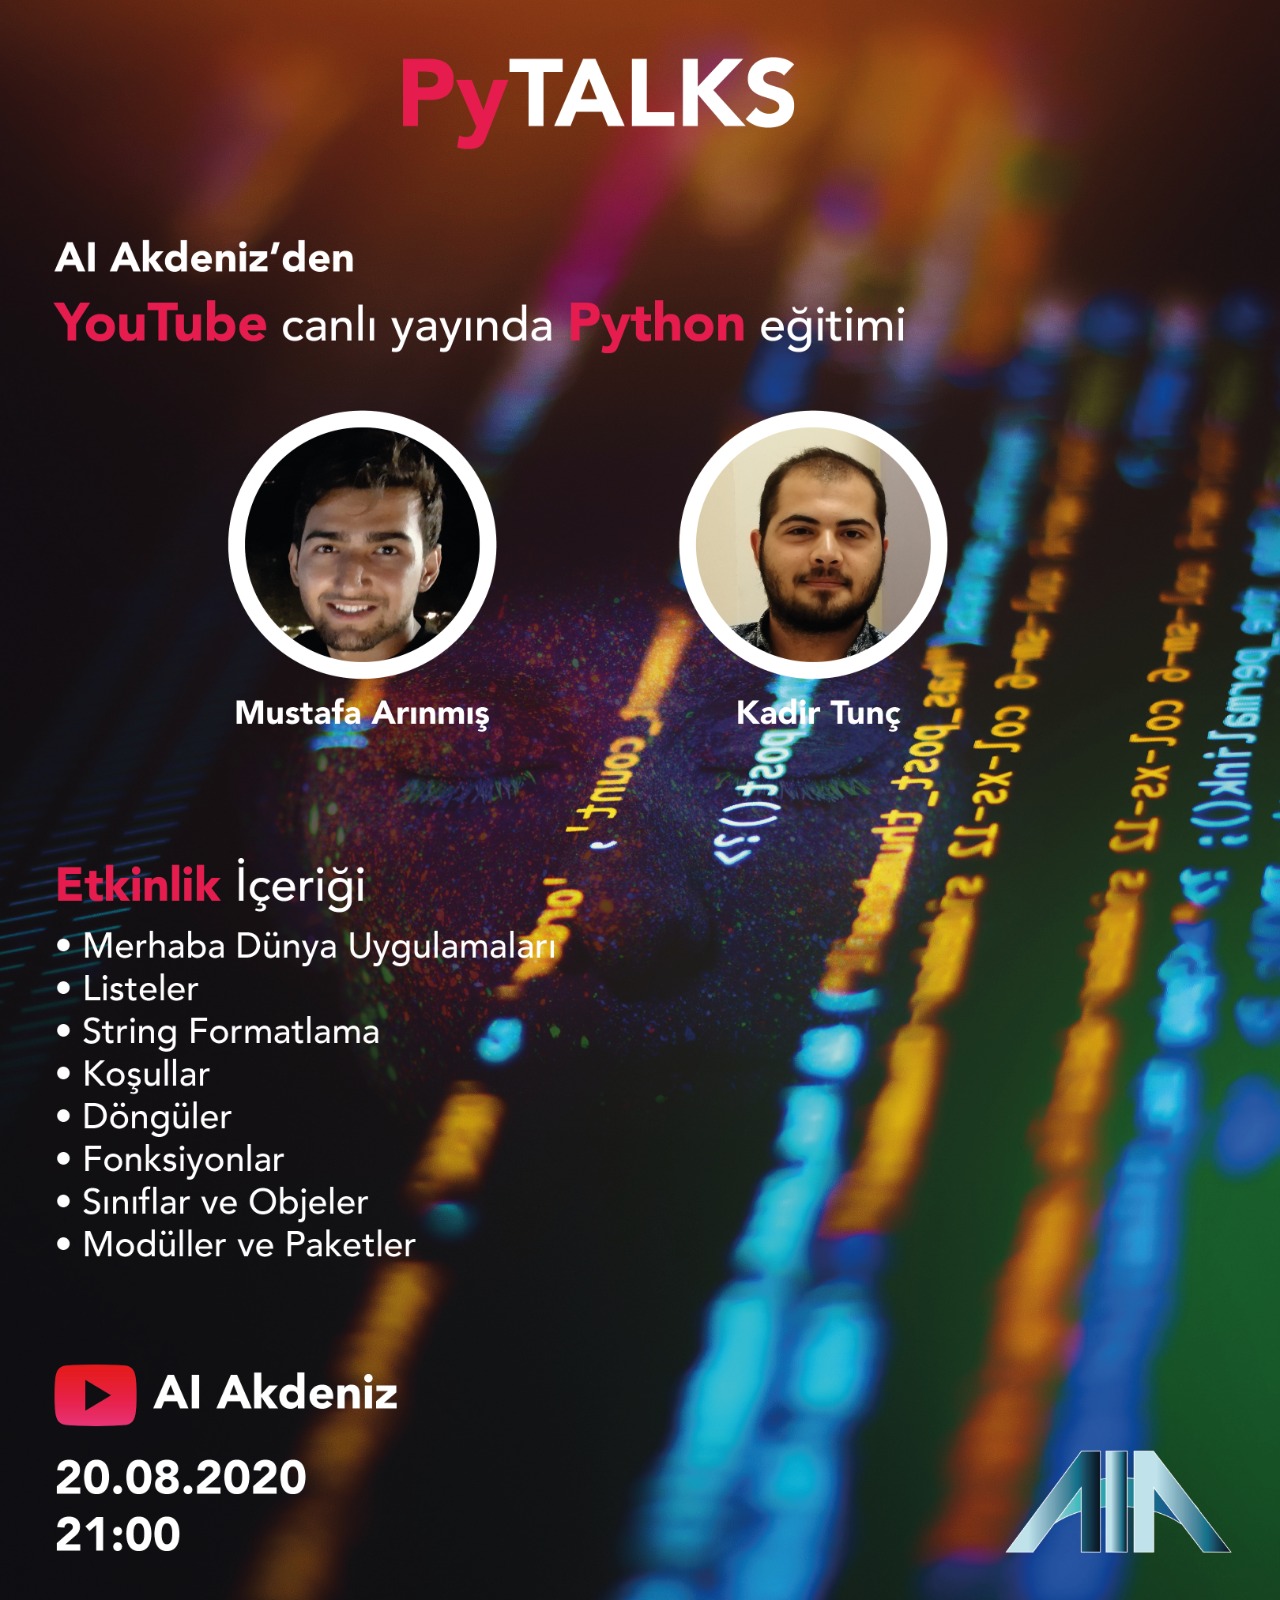 PyTALKS
AI Akdeniz’den
YouTube canlı yayında Python eğitimi
Mustafa Arınmış
Kadir Tunç
Etkinlik İçeriği
• Merhaba Dünya Uygulamaları
• Listeler
• String Formatlama
• Koşullar
• Döngüler
• Fonksiyonlar
• Sınıflar ve Objeler
• Modüller ve Paketler
AI Akdeniz
20.08.2020
21:00
AIA